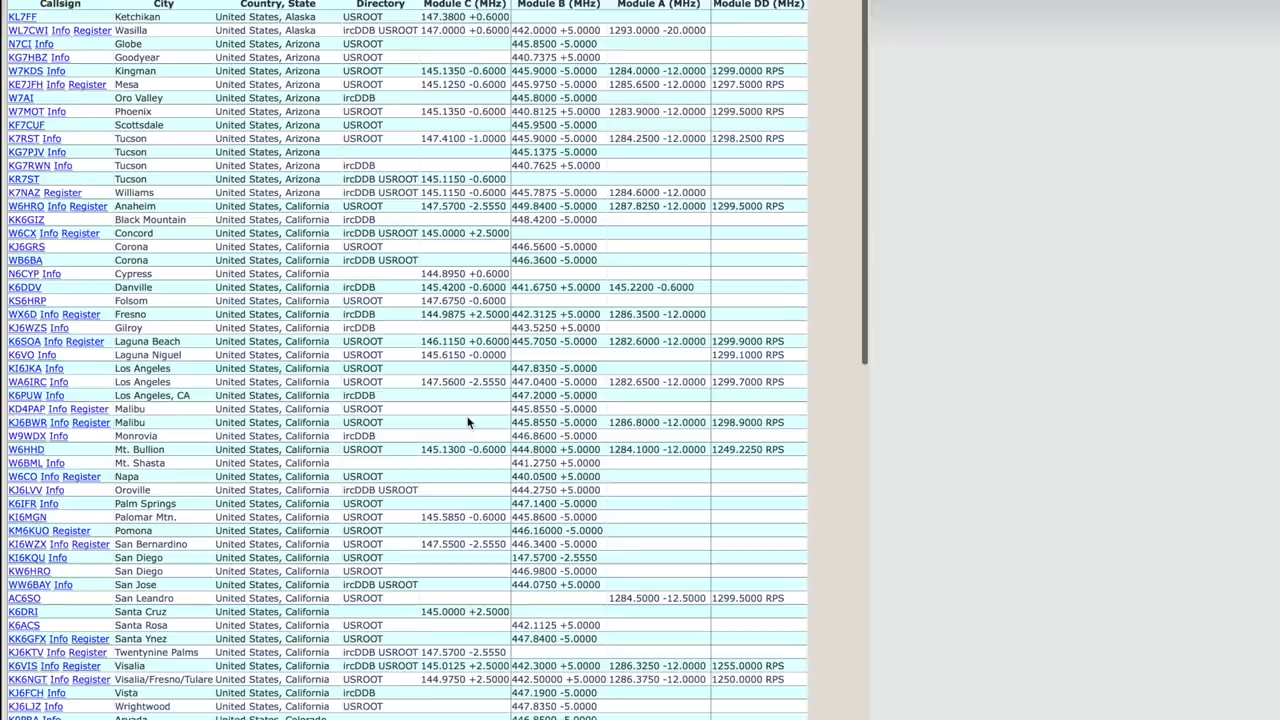 Callsign City Country, State Directory Module C (MHz) Module B (MHz) Module A (MHz) Module DD (MHz)
KL7FF Ketchikan United States, Alaska USROOT 147.3800 +0.6000
WL7CWI Info Register Wasilla United States, Alaska ircDDB USROOT 147.0000 +0.6000 442.0000 +5.0000 1293.0000 -20.0000
N7CI Info Globe United States, Arizona USROOT 445.8500 -5.0000
KG7HBZ Info Goodyear United States, Arizona USROOT 440.7375 +5.0000
W7KDS Info Kingman United States, Arizona USROOT 145.1350 -0.6000 445.9000 -5.0000 1284.0000 -12.0000 1299.0000 RPS
KE7JFH Info Register Mesa United States, Arizona USROOT 145.1250 -0.6000 445.9750 -5.0000 1285.6500 -12.0000 1297.5000 RPS
W7AI Oro Valley United States, Arizona ircDDB 445.8000 -5.0000
W7MOT Info Phoenix United States, Arizona USROOT 145.1350 -0.6000 440.8125 +5.0000 1283.9000 -12.0000 1299.5000 RPS
KF7CUF Scottsdale United States, Arizona USROOT 445.9500 -5.0000
K7RST Info Tucson United States, Arizona USROOT 147.4100 -1.0000 445.9000 -5.0000 1284.2500 -12.0000 1298.2500 RPS
KG7PJV Info Tucson United States, Arizona 445.1375 -5.0000
KG7RWN Info Tucson United States, Arizona ircDDB 440.7625 +5.0000
KR7ST Tucson United States, Arizona ircDDB USROOT 145.1150 -0.6000
K7NAZ Register Williams United States, Arizona ircDDB USROOT 145.1150 -0.6000 445.7875 -5.0000 1284.6000 -12.0000
W6HRO Info Register Anaheim United States, California ircDDB USROOT 147.5700 -2.5550 449.8400 -5.0000 1287.8250 -12.0000 1299.5000 RPS
KK6GIZ Black Mountain United States, California ircDDB 448.4200 -5.0000
W6CX Info Register Concord United States, California ircDDB USROOT 145.0000 +2.5000
KJ6GRS Corona United States, California USROOT 446.5600 -5.0000
WB6BA Corona United States, California ircDDB USROOT 446.3600 -5.0000
N6CYP Info Cypress United States, California 144.8950 +0.6000
K6DDV Danville United States, California ircDDB 145.4200 -0.6000 441.6750 +5.0000 145.2200 -0.6000
KS6HRP Folsom United States, California USROOT 147.6750 -0.6000
WX6D Info Register Fresno United States, California ircDDB 144.9875 +2.5000 442.3125 +5.0000 1286.3500 -12.0000
KJ6WZS Info Gilroy United States, California ircDDB 443.5250 +5.0000
K6SOA Info Register Laguna Beach United States, California USROOT 146.1150 +0.6000 445.7050 -5.0000 1282.6000 -12.0000 1299.9000 RPS
K6VO Info Laguna Niguel United States, California USROOT 145.6150 -0.0000 1299.1000 RPS
KI6JKA Info Los Angeles United States, California USROOT 447.8350 -5.0000
WA6IRC Info Los Angeles United States, California USROOT 147.5600 -2.5550 447.0400 -5.0000 1282.6500 -12.0000 1299.7000 RPS
K6PUW Info Los Angeles, CA United States, California ircDDB 447.2000 -5.0000
KD4PAP Info Register Malibu United States, California USROOT 445.8550 -5.0000
KJ6BWR Info Register Malibu United States, California USROOT 445.8550 -5.0000 1286.8000 -12.0000 1298.9000 RPS
W9WDX Info Monrovia United States, California ircDDB 446.8600 -5.0000
W6HHD Mt. Bullion United States, California USROOT 145.1300 -0.6000 444.8000 +5.0000 1284.1000 -12.0000 1249.2250 RPS
W6BML Info Mt. Shasta United States, California 441.2750 +5.0000
W6CO Info Register Napa United States, California USROOT 440.0500 +5.0000
KJ6LVV Info Oroville United States, California ircDDB USROOT 444.2750 +5.0000
K6IFR Info Palm Springs United States, California USROOT 447.1400 -5.0000
KI6MGN Palomar Mtn. United States, California USROOT 145.5850 -0.6000 445.8600 -5.0000
KM6KUO Register Pomona United States, California USROOT 446.16000 -5.0000
KI6WZX Info Register San Bernardino United States, California USROOT 147.5500 -2.5550 446.3400 -5.0000
KI6KQU Info San Diego United States, California USROOT 147.5700 -2.5550
KW6HRO San Diego United States, California USROOT 446.9800 -5.0000
WW6BAY Info San Jose United States, California ircDDB USROOT 444.0750 +5.0000
AC6SO San Leandro United States, California USROOT 1284.5000 -12.5000 1299.5000 RPS
K6DRI Santa Cruz United States, California 145.0000 +2.5000
K6ACS Santa Rosa United States, California USROOT 442.1125 +5.0000
KK6GFX Info Register Santa Ynez United States, California USROOT 447.8400 -5.0000
KJ6KTV Info Register Twentynine Palms United States, California ircDDB USROOT 147.5700 -2.5550
K6VIS Info Register Visalia United States, California ircDDB USROOT 145.0125 +2.5000 442.3000 +5.0000 1286.3250 -12.0000 1255.0000 RPS
KK6NGT Info Register Visalia/Fresno/Tulare United States, California USROOT 144.9750 +2.5000 442.50000 +5.0000 1286.3750 -12.0000 1250.0000 RPS
KJ6FCH Info Vista United States, California ircDDB 447.1900 -5.0000
KJ6LJZ Info Wrightwood United States, California USROOT 447.8350 -5.0000
K0PRA Info Arvada United States, Colorado 446.8500 -5.0000